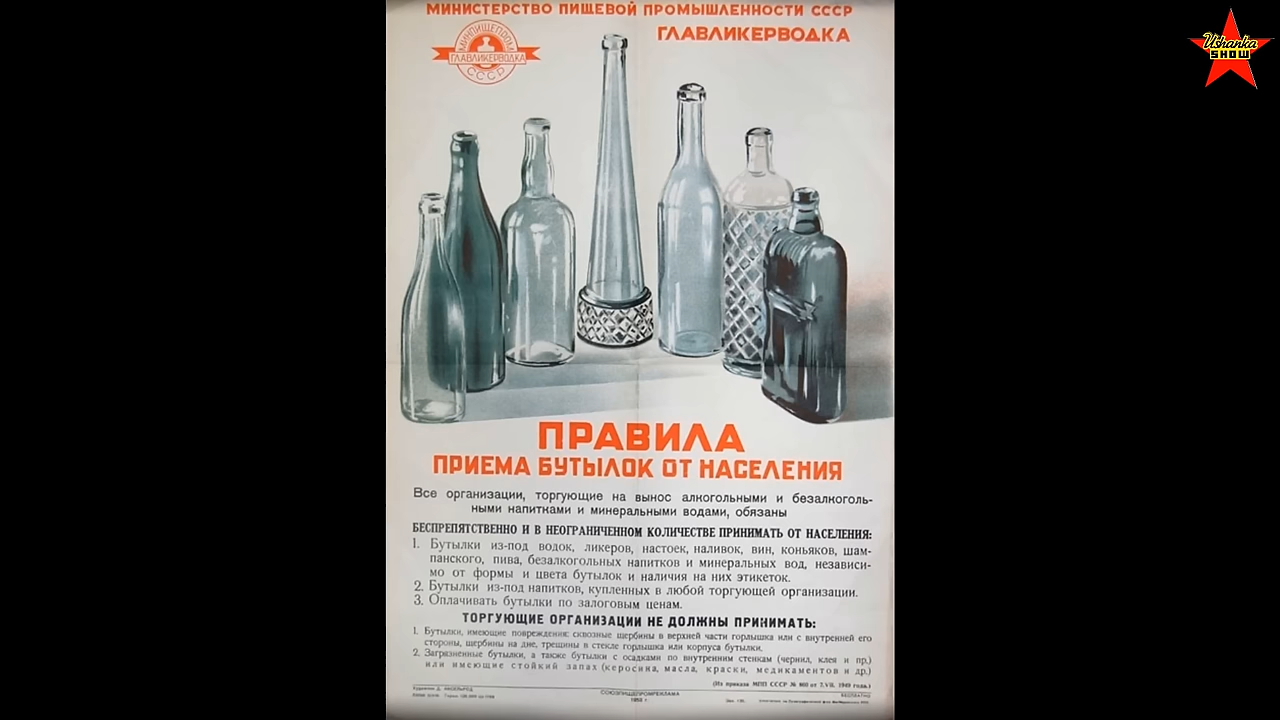 МИНИСТЕРСТВО ПИЩЕВОЙ ПРОМЫШЛЕННОСТИ СССР
ГЛАВЛИКЕРВОДКА
МИНПИЩЕПРОМ
ГЛАВЛИКЕРВОДКА
СССР
Ushanka
SHOW
ПРАВИЛА
ПРИЕМА БУТЫЛОК ОТ НАСЕЛЕНИЯ
Все организации, торгующие на вынос алкогольными и безалкоголь-
ными напитками и минеральными водами, обязаны
БЕСПРЕПЯТСТВЕННО И В НЕОГРАНИЧЕННОМ КОЛИЧЕСТВЕ ПРИНИМАТЬ ОТ НАСЕЛЕНИЯ:
1. Бутылки из-под водок, ликеров, настоек, наливок, вин, коньяков, шам-
панского, пива, безалкогольных напитков и минеральных вод, независи-
мо от формы и цвета бутылок и наличия на них этикеток.
2. Бутылки из-под напитков, купленных в любой торгующей организации.
3. Оплачивать бутылки по залоговым ценам.
ТОРГУЮЩИЕ ОРГАНИЗАЦИИ НЕ ДОЛЖНЫ ПРИНИМАТЬ:
1. Бутылки, имеющие повреждения: сквозные щербины в верхней части горлышка или с внутренней его
стороны, щербины на дне, трещины в стекле горлышка или корпуса бутылки.
2. Загрязненные бутылки, а также бутылки с осадками по внутренним стенкам (чернил, клея и пр.)
или имеющие стойкий запах (керосина, масла, краски, медикаментов и др.)
(Из приказа МПП СССР № 860 от 7.VII. 1949 года.)
Художник Д.
СОЮЗПИЩЕПРОМРЕКЛАМА
БЕСПЛАТНО